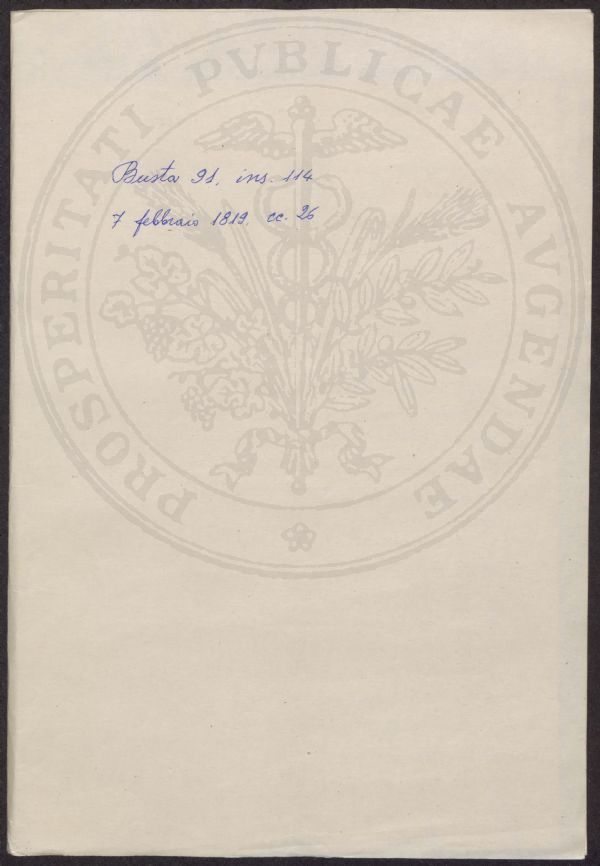 PROSPERITATI PVBLICAE AVGENDAE
Busta 91, ins. 114
7 febbraio 1819, cc. 26